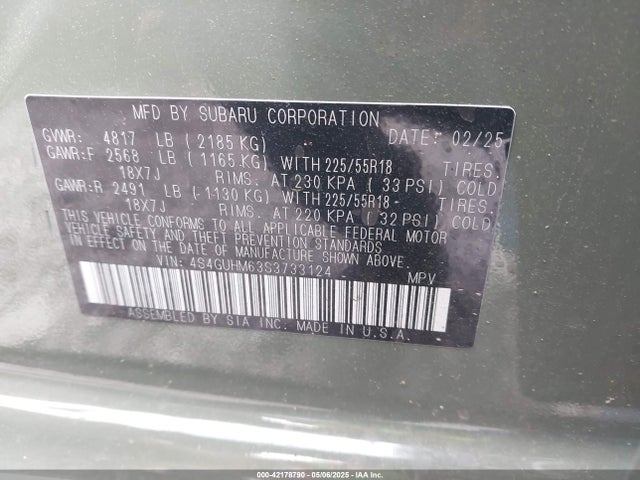 MFD BY SUBARU CORPORATION
GVWR: 4817 LB (2185 KG) DATE: 02/25
GAWR:F 2568 LB (1165 KG) WITH 225/55R18 TIRES.
18X7J RIMS. AT 230 KPA (33 PSI) COLD
GAWR:R 2491 LB (1130 KG) WITH 225/55R18 TIRES.
18X7J RIMS. AT 220 KPA (32 PSI) COLD
THIS VEHICLE CONFORMS TO ALL APPLICABLE FEDERAL MOTOR
VEHICLE SAFETY, BUMPER, AND THEFT PREVENTION STANDARDS
IN EFFECT ON THE DATE OF MANUFACTURE SHOWN ABOVE.
VIN: 4S4GUHM63S3733124 MPV
ASSEMBLED BY SIA INC. MADE IN U.S.A.
000-42178790 05/06/2025 IAA